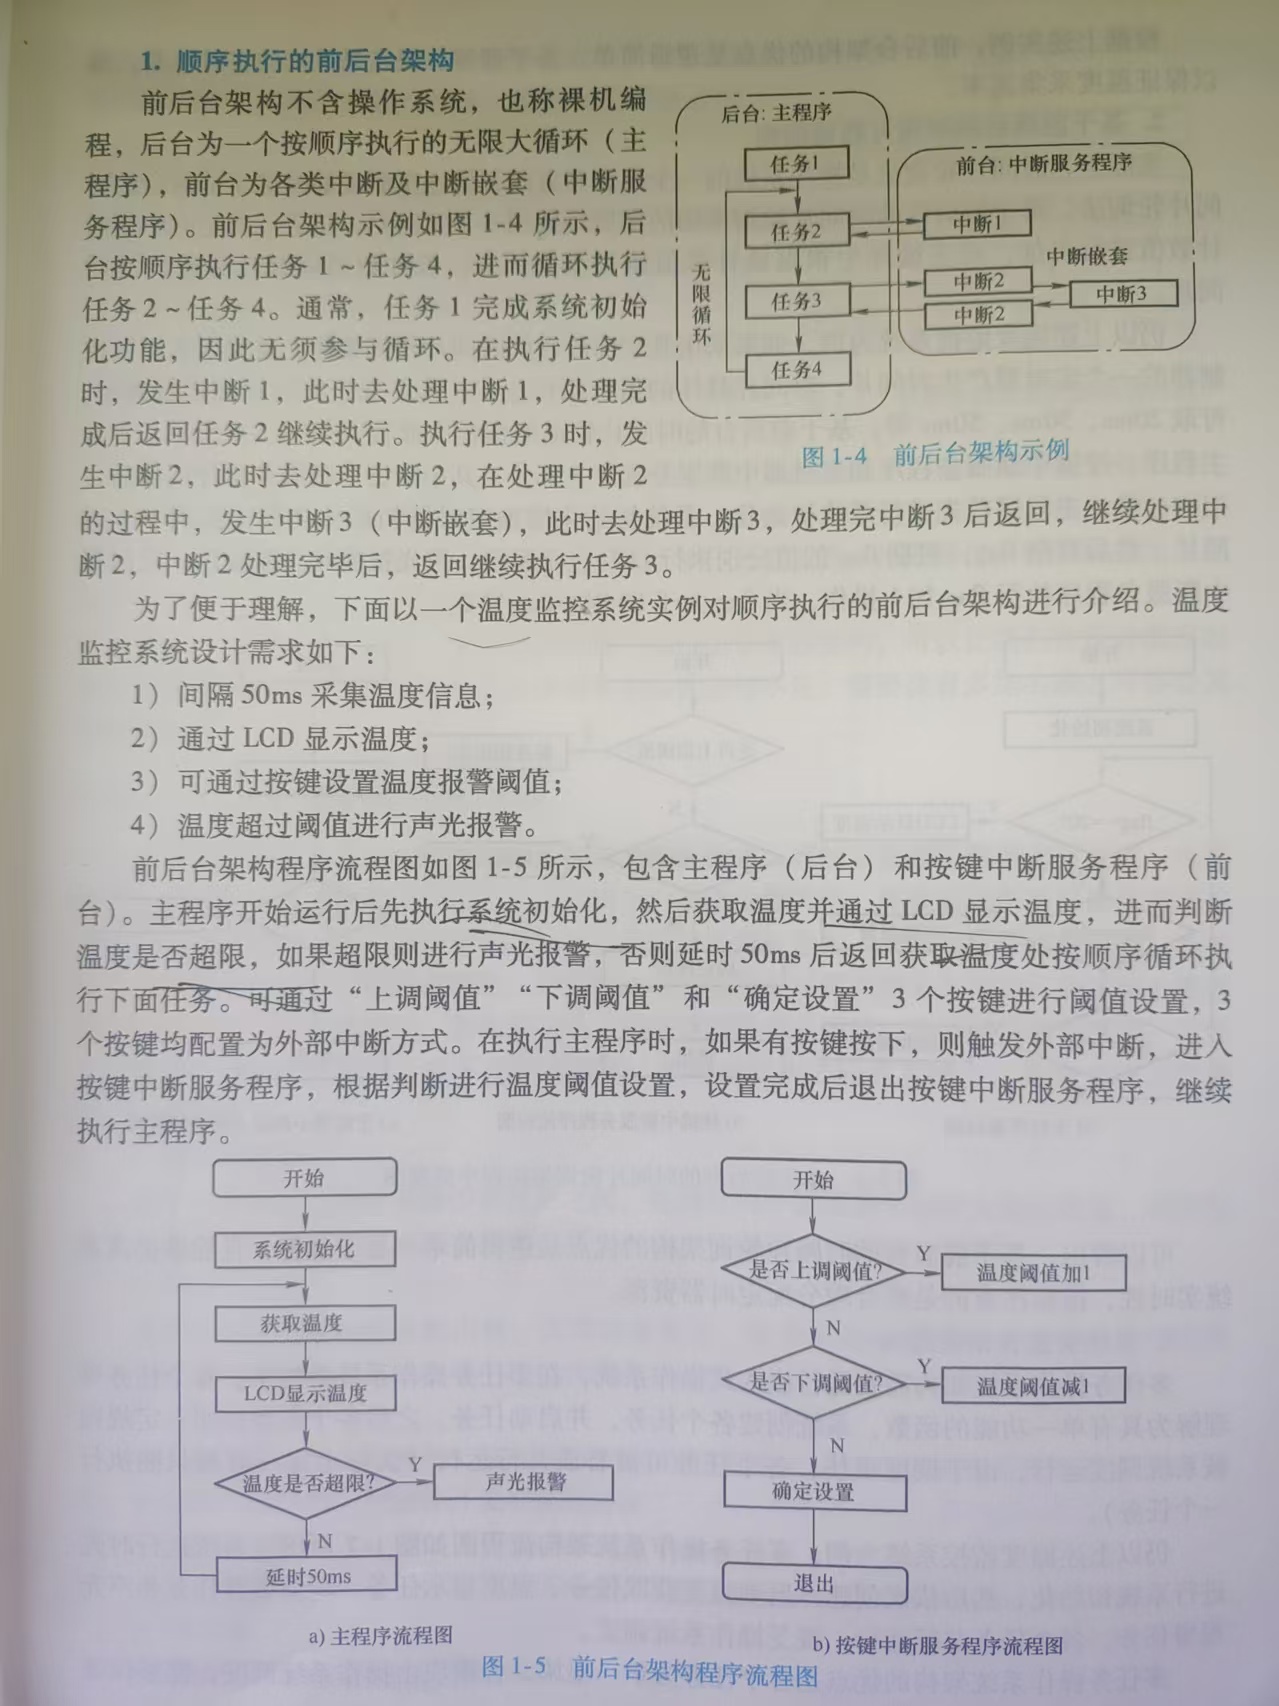 1. 顺序执行的前后台架构
前后台架构不含操作系统，也称裸机编
程，后台为一个按顺序执行的无限大循环（主
程序），前台为各类中断及中断嵌套（中断服
务程序）。前后台架构示例如图 1-4 所示，后
台按顺序执行任务 1～任务 4，进而循环执行
任务 2～任务 4。通常，任务 1 完成系统初始
化功能，因此无须参与循环。在执行任务 2
时，发生中断 1，此时去处理中断 1，处理完
成后返回任务 2 继续执行。执行任务 3 时，发
生中断 2，此时去处理中断 2，在处理中断 2
后台: 主程序
任务1
任务2
任务3
任务4
无限循环
前台: 中断服务程序
中断1
中断嵌套
中断2
中断3
中断2
图 1-4 前后台架构示例
的过程中，发生中断 3（中断嵌套），此时去处理中断 3，处理完中断 3 后返回，继续处理中
断 2，中断 2 处理完毕后，返回继续执行任务 3。
为了便于理解，下面以一个温度监控系统实例对顺序执行的前后台架构进行介绍。温度
监控系统设计需求如下：
1）间隔 50ms 采集温度信息；
2）通过 LCD 显示温度；
3）可通过按键设置温度报警阈值；
4）温度超过阈值进行声光报警。
前后台架构程序流程图如图 1-5 所示，包含主程序（后台）和按键中断服务程序（前
台）。主程序开始运行后先执行系统初始化，然后获取温度并通过 LCD 显示温度，进而判断
温度是否超限，如果超限则进行声光报警，否则延时 50ms 后返回获取温度处按顺序循环执
行下面任务。可通过“上调阈值”“下调阈值”和“确定设置”3 个按键进行阈值设置，3
个按键均配置为外部中断方式。在执行主程序时，如果有按键按下，则触发外部中断，进入
按键中断服务程序，根据判断进行温度阈值设置，设置完成后退出按键中断服务程序，继续
执行主程序。
开始
系统初始化
获取温度
LCD显示温度
温度是否超限?
Y
声光报警
N
延时50ms
a) 主程序流程图
开始
是否上调阈值?
Y
温度阈值加1
N
是否下调阈值?
Y
温度阈值减1
N
确定设置
退出
b) 按键中断服务程序流程图
图 1-5 前后台架构程序流程图